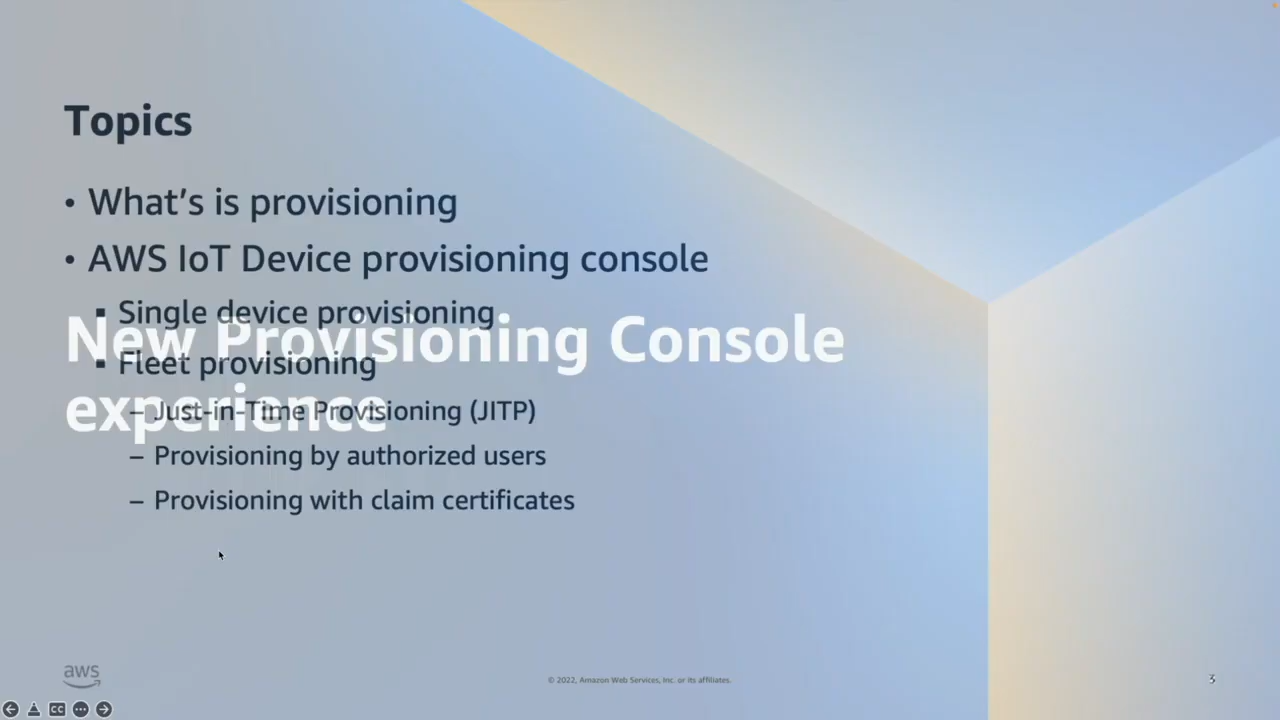 Topics
• What's is provisioning
• AWS IoT Device provisioning console
▪ Single device provisioning
New Provisioning Console
▪ Fleet provisioning
experience
– Just-in-Time Provisioning (JITP)
– Provisioning by authorized users
– Provisioning with claim certificates
aws
© 2022, Amazon Web Services, Inc. or its affiliates.
3
CC